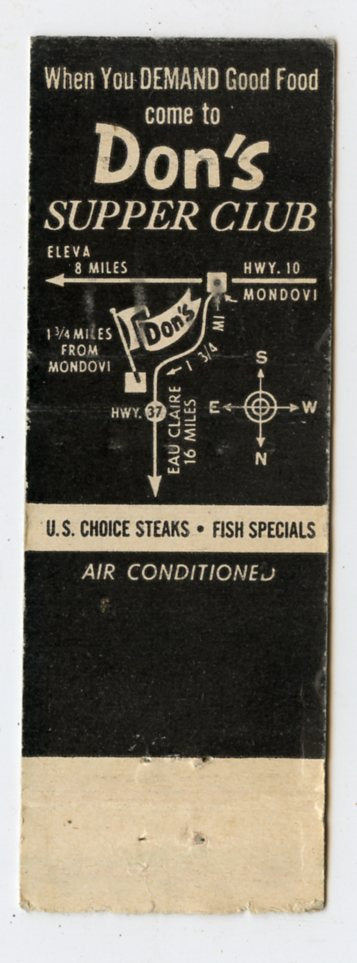 When You DEMAND Good Food
come to
Don's
SUPPER CLUB
ELEVA
8 MILES
HWY. 10
MONDOVI
Don's
1 3/4 MILES
FROM
MONDOVI
1 3/4 MI
HWY. 37
EAU CLAIRE
16 MILES
S
E W
N
U.S. CHOICE STEAKS • FISH SPECIALS
AIR CONDITIONED